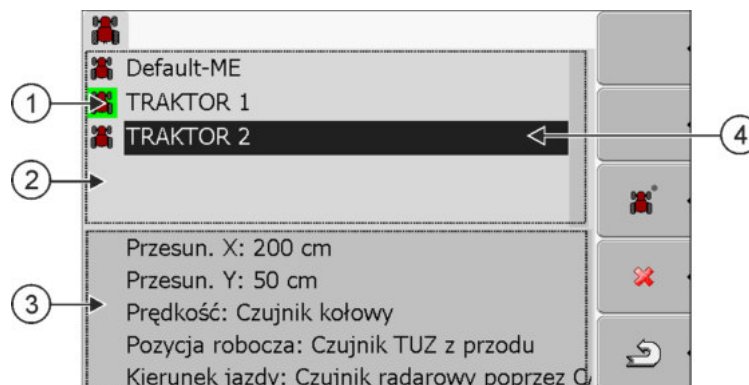 Default-ME
1
TRAKTOR 1
TRAKTOR 2
4
2
Przesun. X: 200 cm
Przesun. Y: 50 cm
3
Prędkość: Czujnik kołowy
Pozycja robocza: Czujnik TUZ z przodu
Kierunek jazdy: Czujnik radarowy poprzez